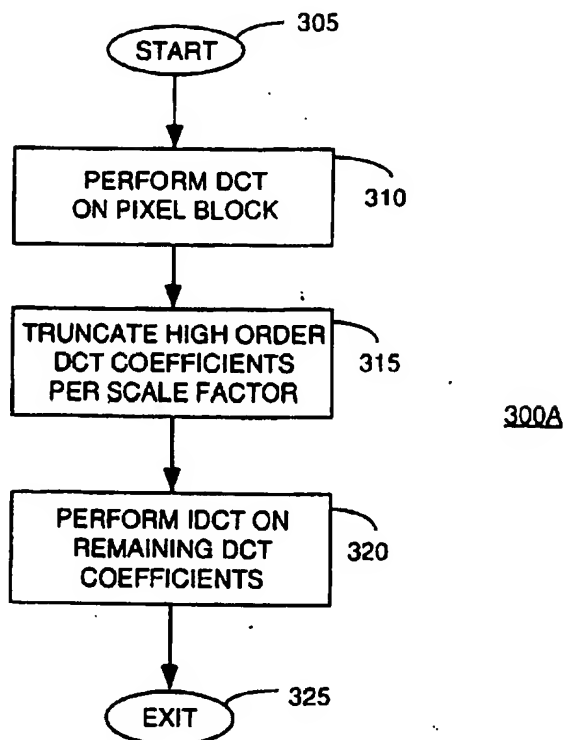 START
305
PERFORM DCT
ON PIXEL BLOCK
310
TRUNCATE HIGH ORDER
DCT COEFFICIENTS
PER SCALE FACTOR
315
300A
PERFORM IDCT ON
REMAINING DCT
COEFFICIENTS
320
EXIT
325